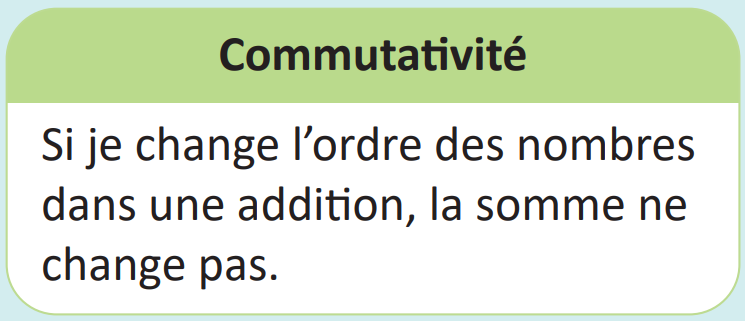 Commutativité
Si je change l’ordre des nombres
dans une addition, la somme ne
change pas.